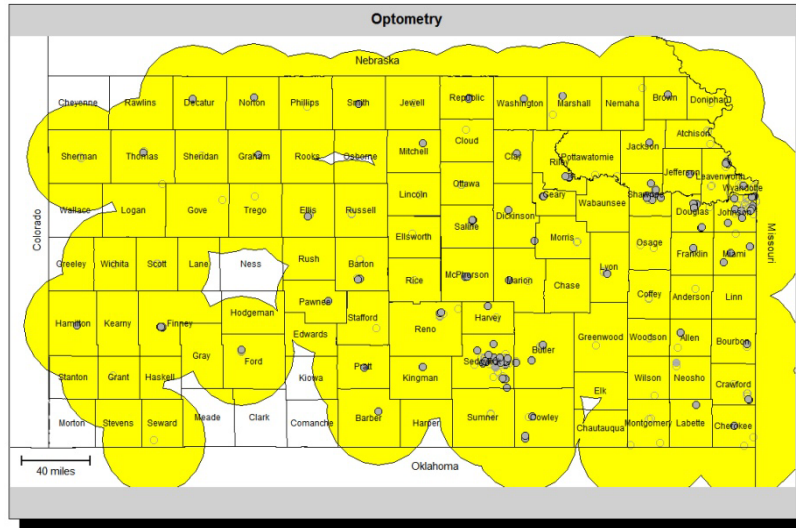 Optometry
Nebraska
Cheyenne Rawlins Decatur Norton Phillips Smith Jewell Republic Washington Marshall Nemaha Brown Doniphan
Cloud Atchison
Sherman Thomas Sheridan Graham Rooks Osborne Mitchell Clay Riley Pottawatomie Jackson
Jefferson Leavenworth
Wallace Logan Gove Trego Ellis Russell Lincoln Ottawa Geary Wabaunsee Shawnee Wyandotte
Dickinson Douglas Johnson
Colorado Ellsworth Saline Morris Osage Missouri
Greeley Wichita Scott Lane Ness Rush Barton Rice McPherson Marion Chase Lyon Franklin Miami
Hamilton Kearny Finney Hodgeman Pawnee Stafford Reno Harvey Coffey Anderson Linn
Gray Ford Edwards Butler Greenwood Woodson Allen Bourbon
Stanton Grant Haskell Kiowa Pratt Kingman Elk Wilson Neosho Crawford
Morton Stevens Seward Meade Clark Comanche Barber Harper Sumner Cowley Chautauqua Montgomery Labette Cherokee
40 miles
Oklahoma